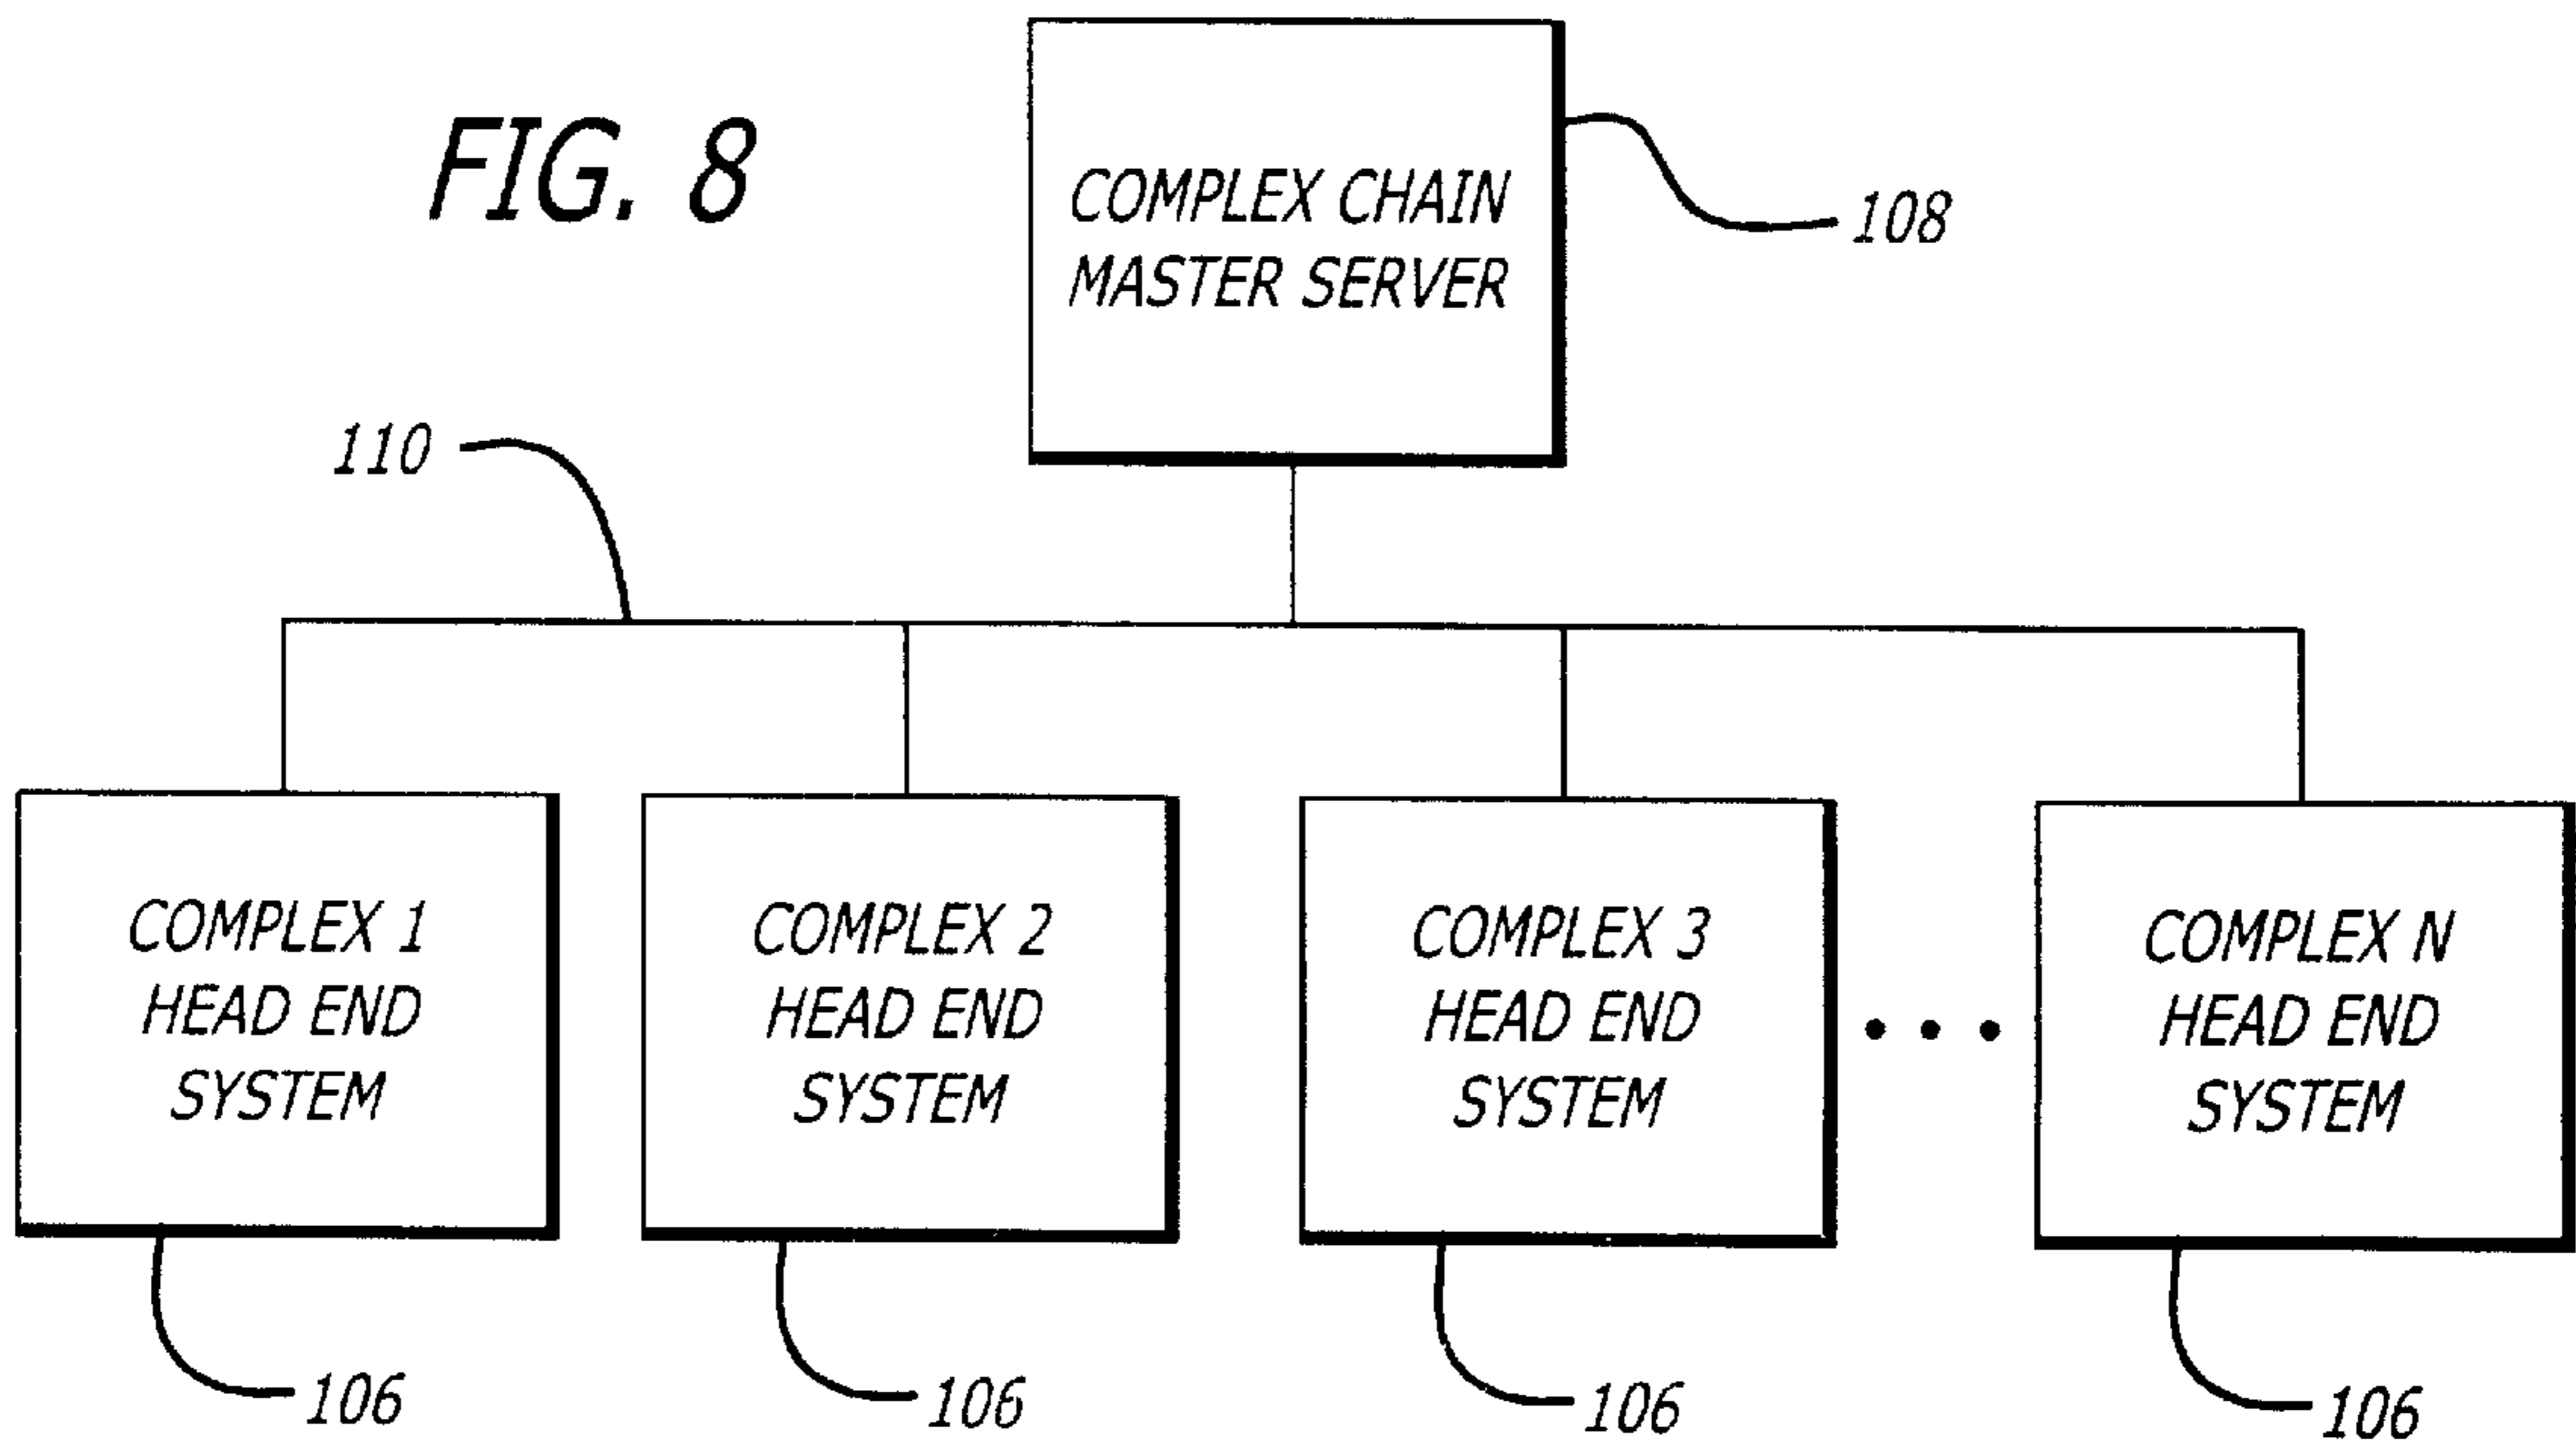 FIG. 8
COMPLEX CHAIN
MASTER SERVER
108
110
COMPLEX 1
HEAD END
SYSTEM
COMPLEX 2
HEAD END
SYSTEM
COMPLEX 3
HEAD END
SYSTEM
• • •
COMPLEX N
HEAD END
SYSTEM
106
106
106
106